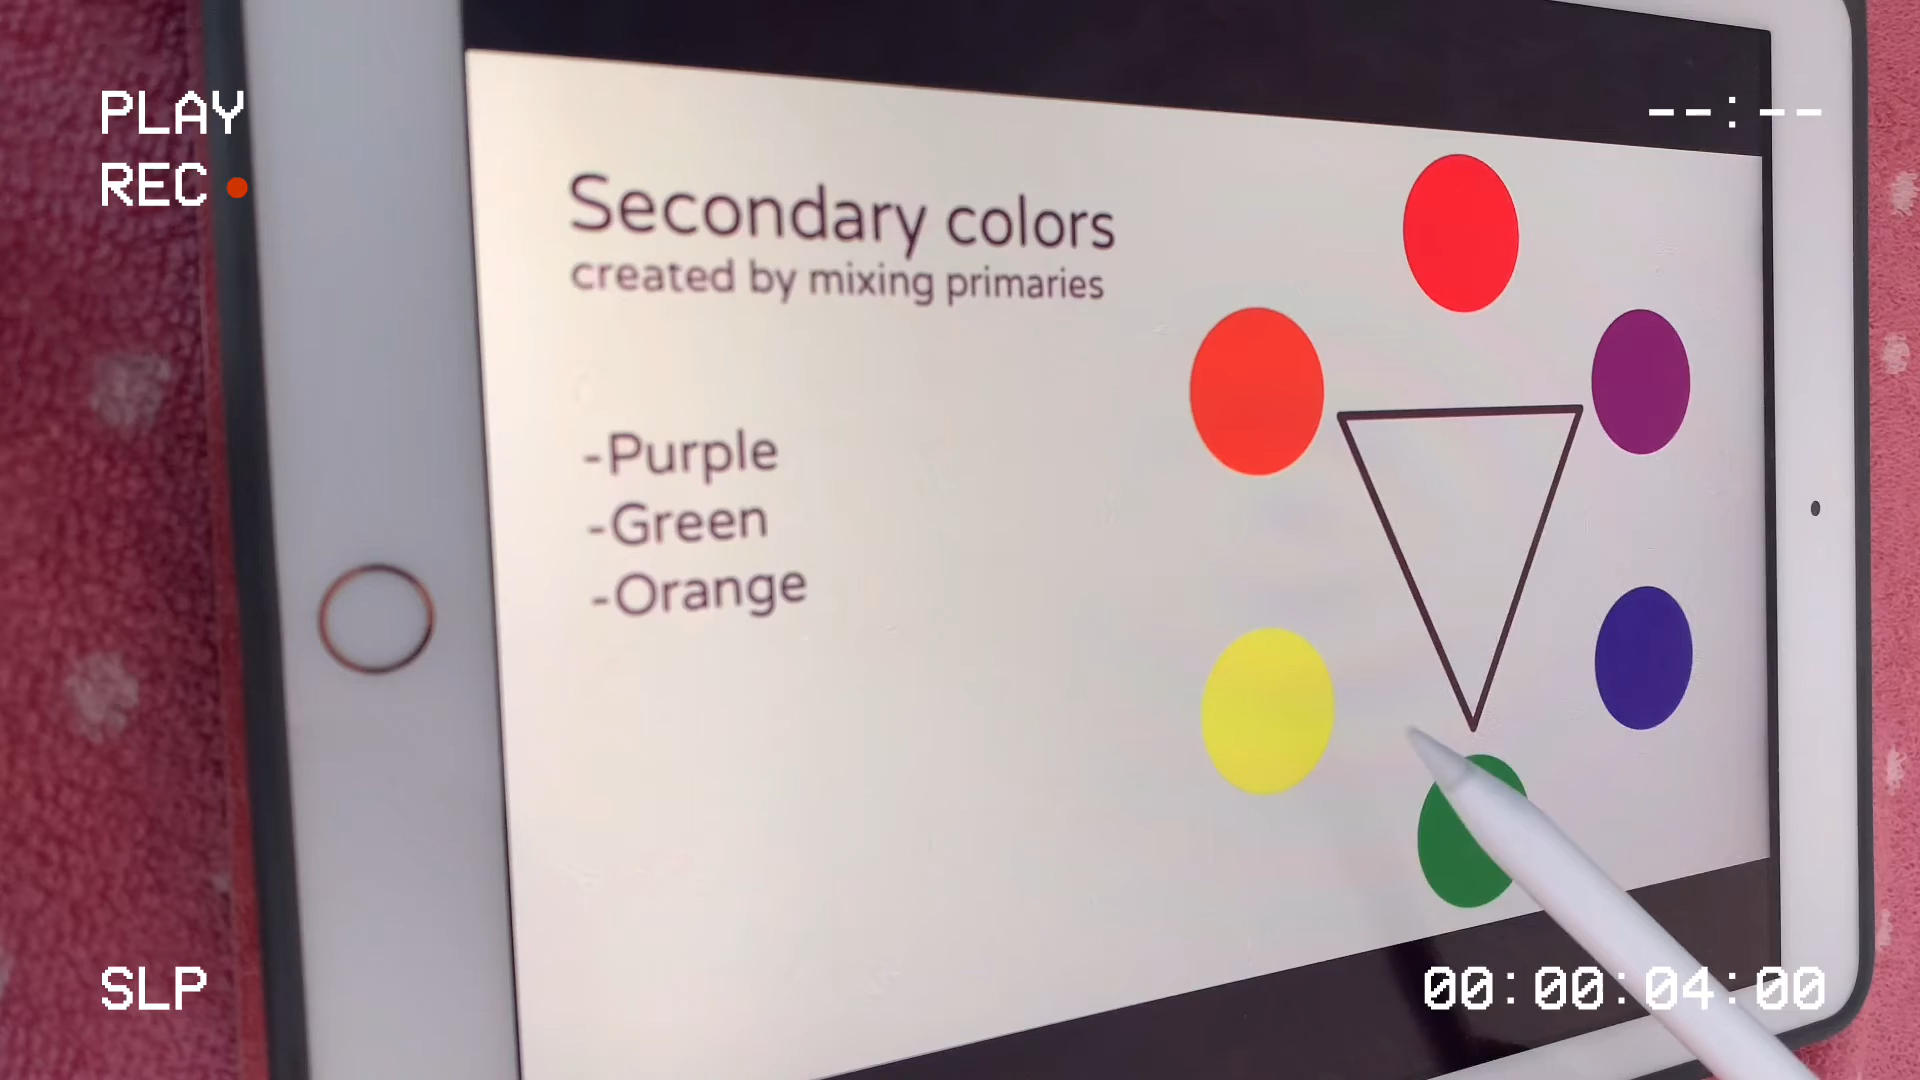 PLAY
REC
--:--
Secondary colors
created by mixing primaries
-Purple
-Green
-Orange
SLP
00:00:04:00